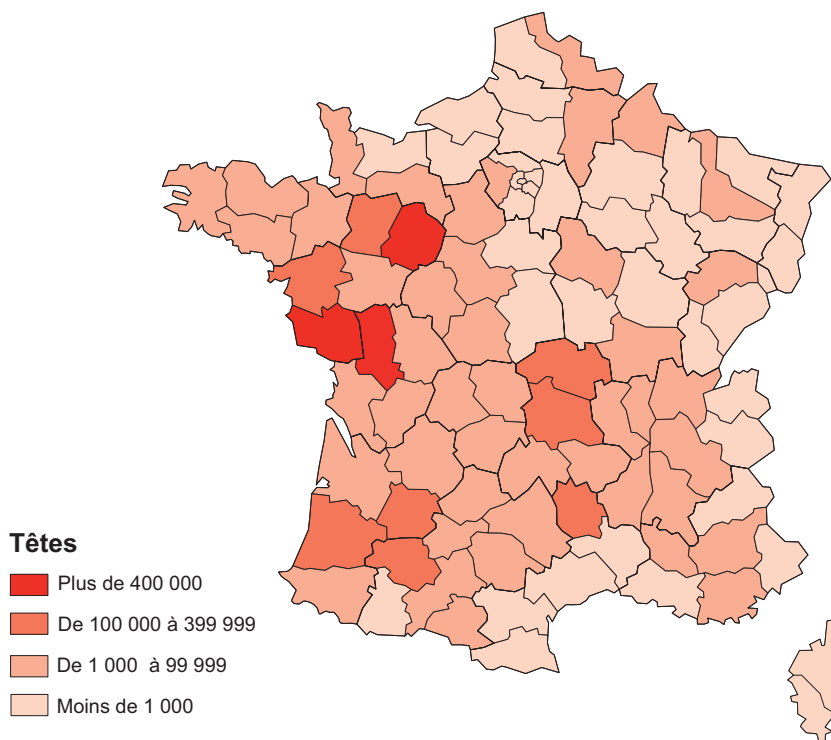 Têtes
Plus de 400 000
De 100 000 à 399 999
De 1 000 à 99 999
Moins de 1 000